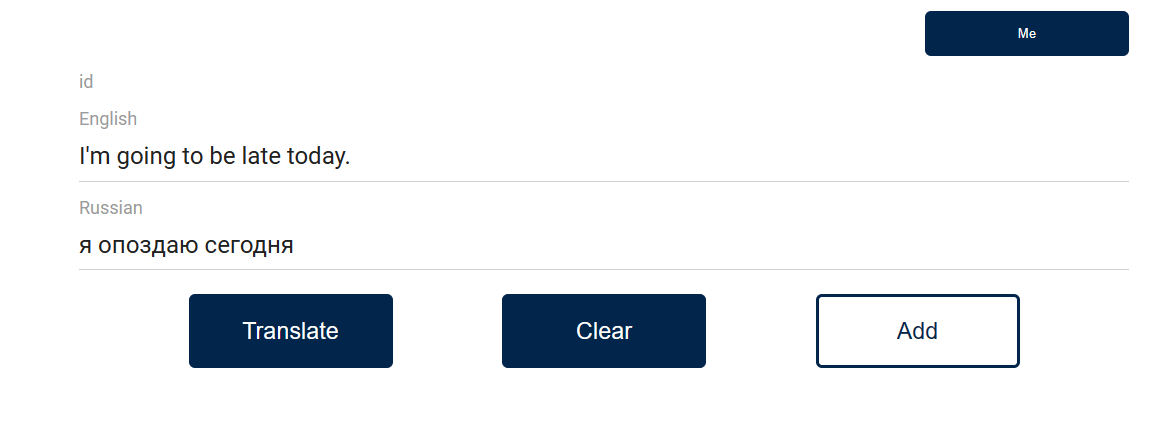 Me
id
English
I'm going to be late today.
Russian
я опоздаю сегодня
Translate Clear Add